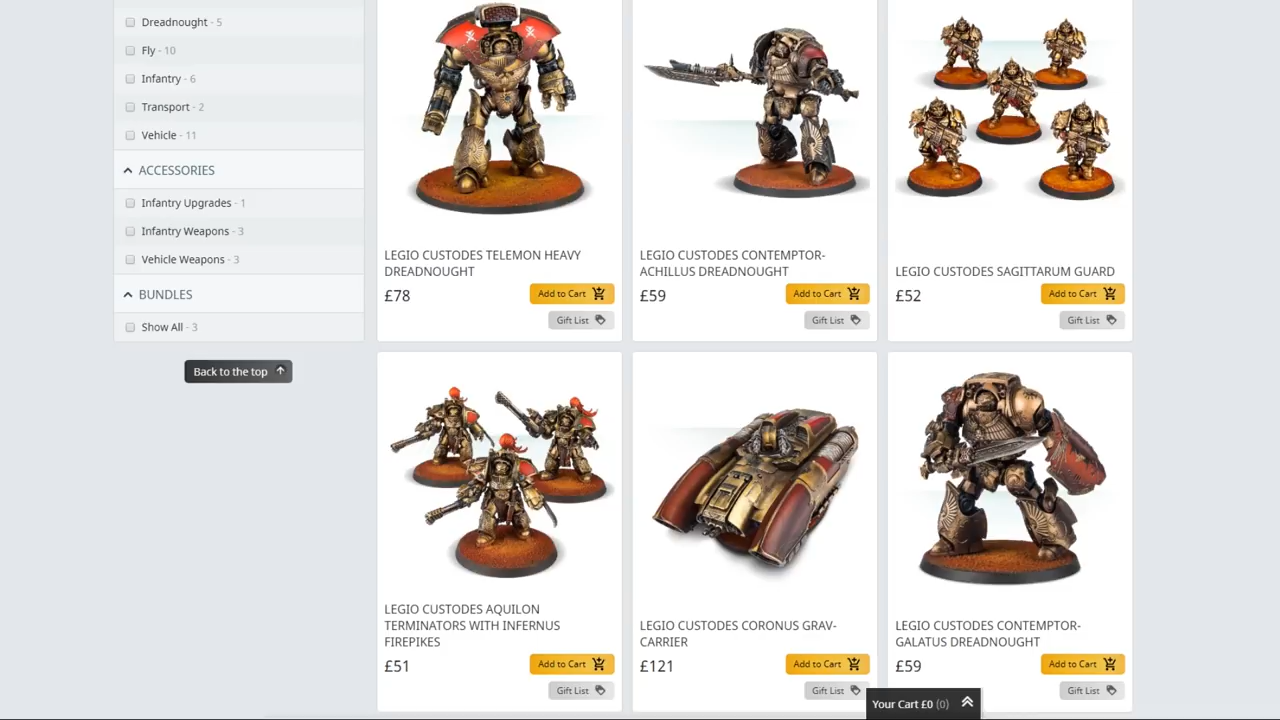 Dreadnought - 5
Fly - 10
Infantry - 6
Transport - 2
Vehicle - 11
ACCESSORIES
Infantry Upgrades - 1
Infantry Weapons - 3
Vehicle Weapons - 3
BUNDLES
Show All - 3
Back to the top
LEGIO CUSTODES TELEMON HEAVY
DREADNOUGHT
£78
Add to Cart
Gift List
LEGIO CUSTODES CONTEMPTOR-
ACHILLUS DREADNOUGHT
£59
Add to Cart
Gift List
LEGIO CUSTODES SAGITTARUM GUARD
£52
Add to Cart
Gift List
LEGIO CUSTODES AQUILON
TERMINATORS WITH INFERNUS
FIREPIKES
£51
Add to Cart
Gift List
LEGIO CUSTODES CORONUS GRAV-
CARRIER
£121
Add to Cart
Gift List
LEGIO CUSTODES CONTEMPTOR-
GALATUS DREADNOUGHT
£59
Add to Cart
Gift List
Your Cart £0 (0)